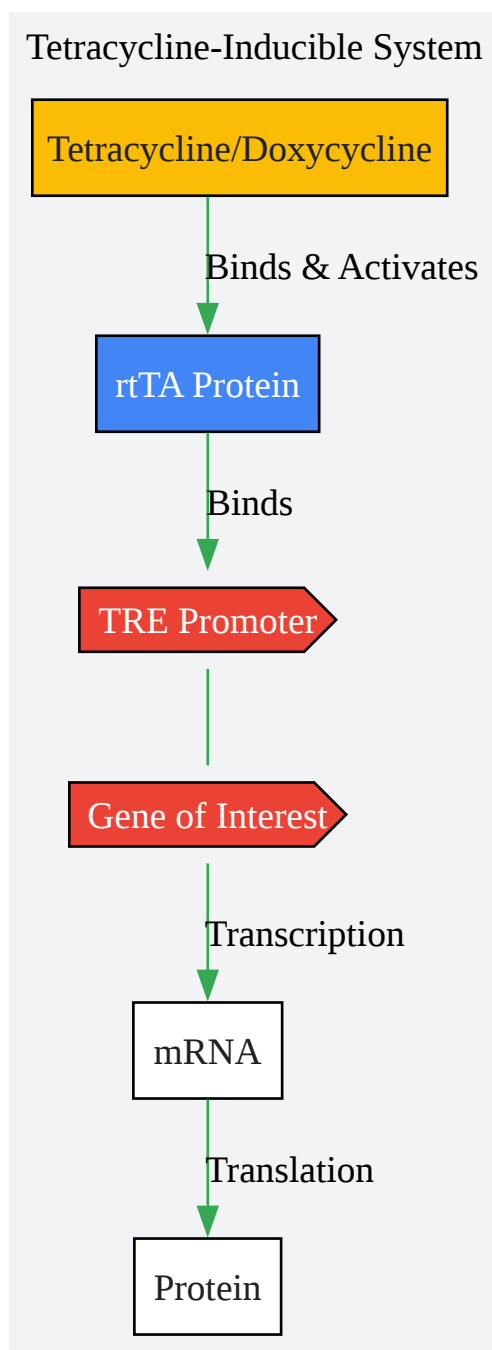 Tetracycline-Inducible System
Tetracycline/Doxycycline
Binds & Activates
rtTA Protein
Binds
TRE Promoter
Gene of Interest
Transcription
mRNA
Translation
Protein